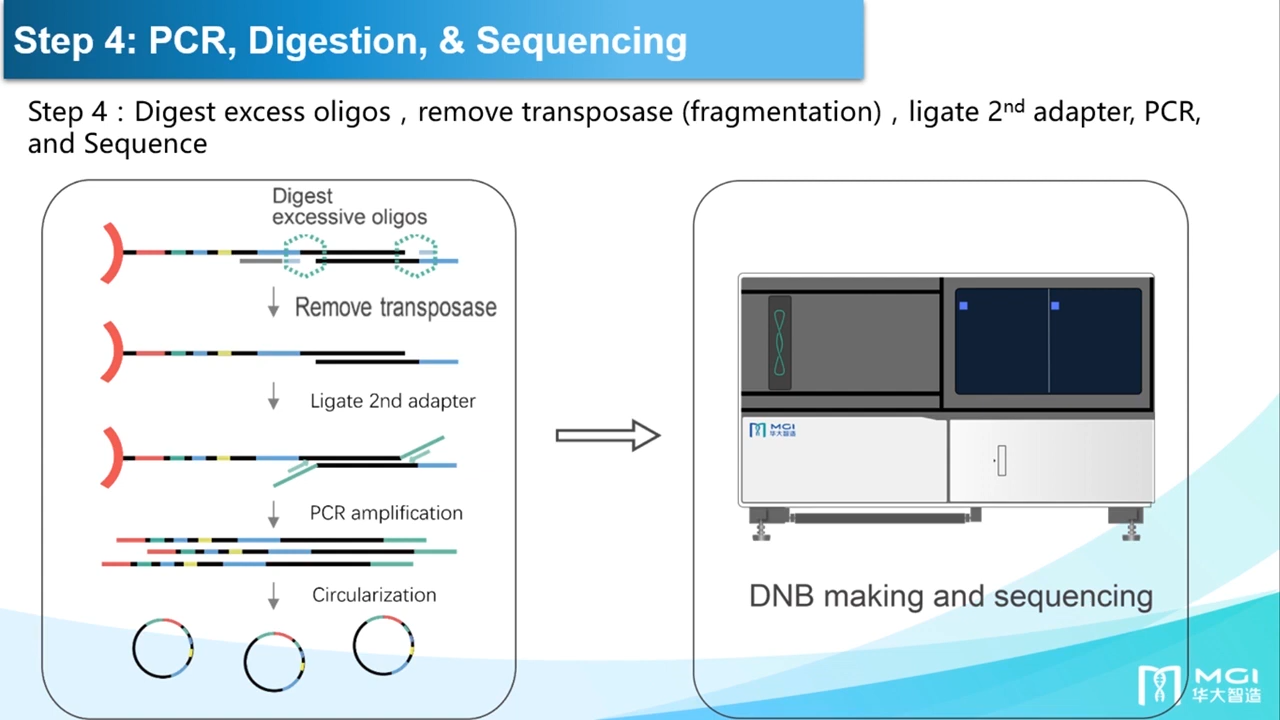 Step 4: PCR, Digestion, & Sequencing
Step 4：Digest excess oligos，remove transposase (fragmentation)，ligate 2nd adapter, PCR,
and Sequence
Digest
excessive oligos
Remove transposase
Ligate 2nd adapter
PCR amplification
Circularization
MGI
华大智造
DNB making and sequencing
MGI
华大智造